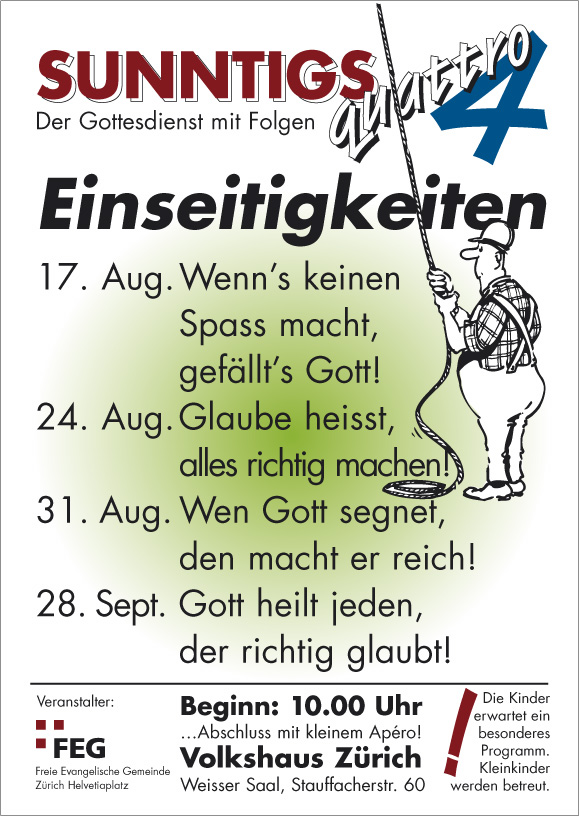 SUNNTIGS
quattro 4
Der Gottesdienst mit Folgen
Einseitigkeiten
17. Aug. Wenn's keinen
Spass macht,
gefällt's Gott!
24. Aug. Glaube heisst,
alles richtig machen!
31. Aug. Wen Gott segnet,
den macht er reich!
28. Sept. Gott heilt jeden,
der richtig glaubt!
Veranstalter:
FEG
Freie Evangelische Gemeinde
Zürich Helvetiaplatz
Beginn: 10.00 Uhr
...Abschluss mit kleinem Apéro!
Volkshaus Zürich
Weisser Saal, Stauffacherstr. 60
!
Die Kinder
erwartet ein
besonderes
Programm.
Kleinkinder
werden betreut.